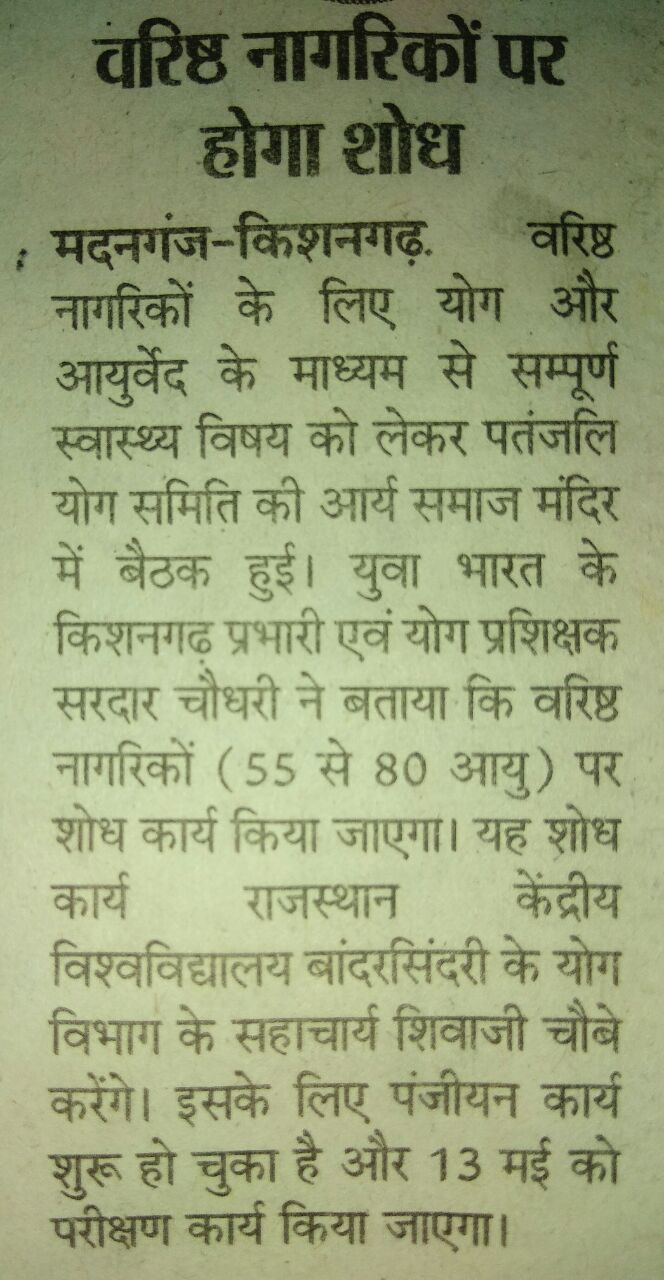 वरिष्ठ नागरिकों पर
होगा शोध
मदनगंज-किशनगढ़. वरिष्ठ
नागरिकों के लिए योग और
आयुर्वेद के माध्यम से सम्पूर्ण
स्वास्थ्य विषय को लेकर पतंजलि
योग समिति की आर्य समाज मंदिर
में बैठक हुई। युवा भारत के
किशनगढ़ प्रभारी एवं योग प्रशिक्षक
सरदार चौधरी ने बताया कि वरिष्ठ
नागरिकों (55 से 80 आयु) पर
शोध कार्य किया जाएगा। यह शोध
कार्य राजस्थान केंद्रीय
विश्वविद्यालय बांदरसिंदरी के योग
विभाग के सहाचार्य शिवाजी चौबे
करेंगे। इसके लिए पंजीयन कार्य
शुरू हो चुका है और 13 मई को
परीक्षण कार्य किया जाएगा।